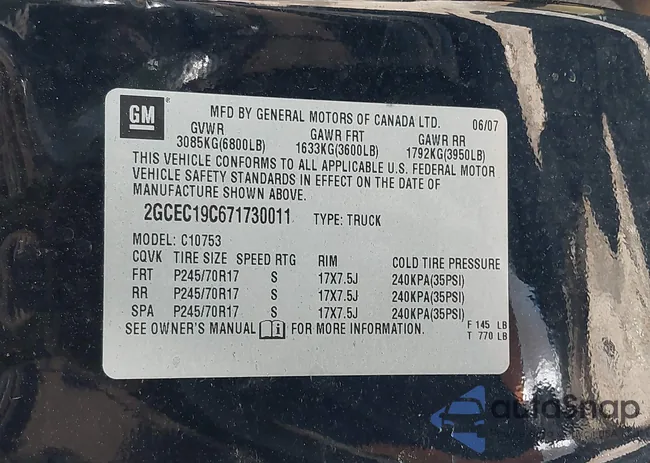 GM
MFD BY GENERAL MOTORS OF CANADA LTD. 06/07
GVWR GAWR FRT GAWR RR
3085KG(6800LB) 1633KG(3600LB) 1792KG(3950LB)
THIS VEHICLE CONFORMS TO ALL APPLICABLE U.S. FEDERAL MOTOR
VEHICLE SAFETY STANDARDS IN EFFECT ON THE DATE OF
MANUFACTURE SHOWN ABOVE.
2GCEC19C671730011 TYPE: TRUCK
MODEL: C10753
CQVK TIRE SIZE SPEED RTG RIM COLD TIRE PRESSURE
FRT P245/70R17 S 17X7.5J 240KPA(35PSI)
RR P245/70R17 S 17X7.5J 240KPA(35PSI)
SPA P245/70R17 S 17X7.5J 240KPA(35PSI)
SEE OWNER'S MANUAL i FOR MORE INFORMATION.
F 145 LB
T 770 LB
autoSnap